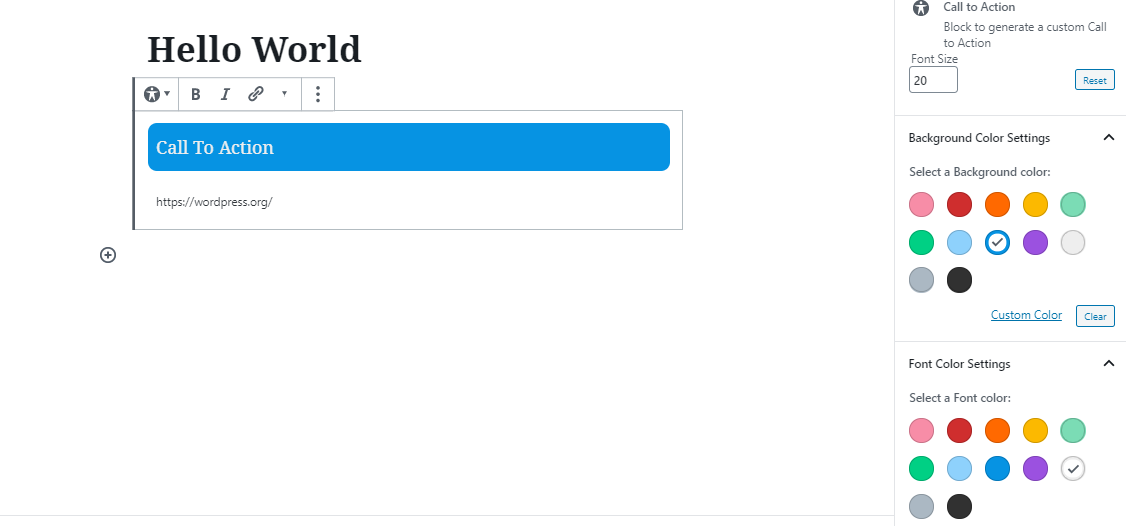 Hello World
B I
Call To Action
https://wordpress.org/
Call to Action
Block to generate a custom Call
to Action
Font Size
20
Reset
Background Color Settings
Select a Background color:
Custom Color
Clear
Font Color Settings
Select a Font color: